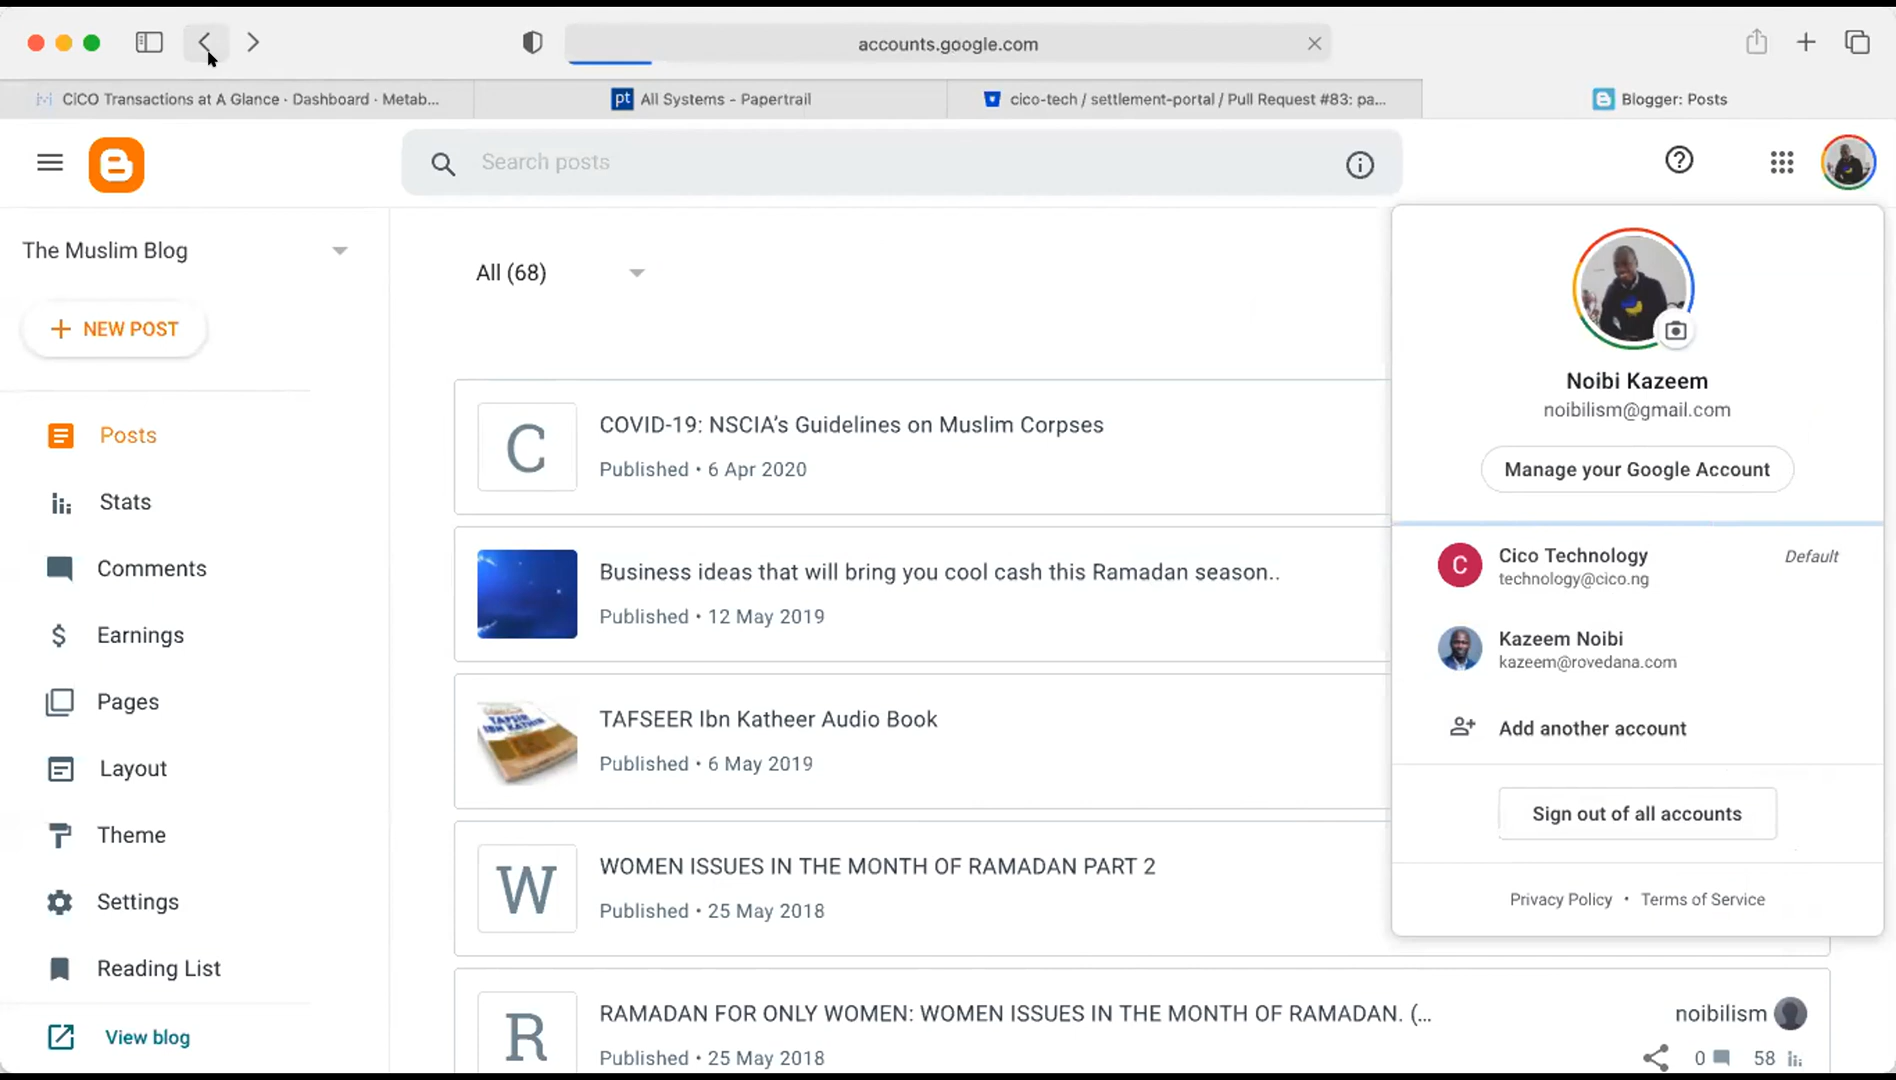 accounts.google.com
CiCO Transactions at A Glance · Dashboard · Metab...
pt All Systems - Papertrail
cico-tech / settlement-portal / Pull Request #83: pa...
Blogger: Posts
Search posts
The Muslim Blog
NEW POST
Posts
Stats
Comments
Earnings
Pages
Layout
Theme
Settings
Reading List
View blog
All (68)
C
COVID-19: NSCIA’s Guidelines on Muslim Corpses
Published • 6 Apr 2020
Business ideas that will bring you cool cash this Ramadan season..
Published • 12 May 2019
TAFSIR
IBN KATHIR
TAFSEER Ibn Katheer Audio Book
Published • 6 May 2019
W
WOMEN ISSUES IN THE MONTH OF RAMADAN PART 2
Published • 25 May 2018
R
RAMADAN FOR ONLY WOMEN: WOMEN ISSUES IN THE MONTH OF RAMADAN. (...
Published • 25 May 2018
noibilism
0
58
Noibi Kazeem
noibilism@gmail.com
Manage your Google Account
C
Cico Technology
Default
technology@cico.ng
Kazeem Noibi
kazeem@rovedana.com
Add another account
Sign out of all accounts
Privacy Policy • Terms of Service